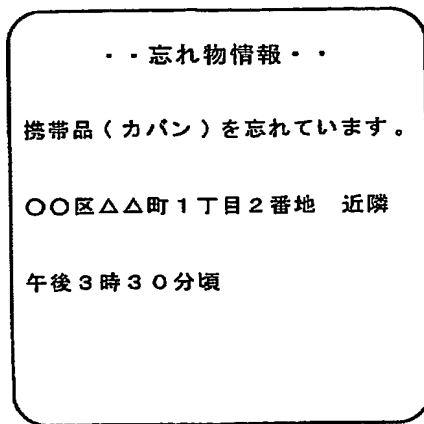 ・・忘れ物情報・・
携帯品(カバン)を忘れています。
○○区△△町1丁目2番地 近隣
午後3時30分頃